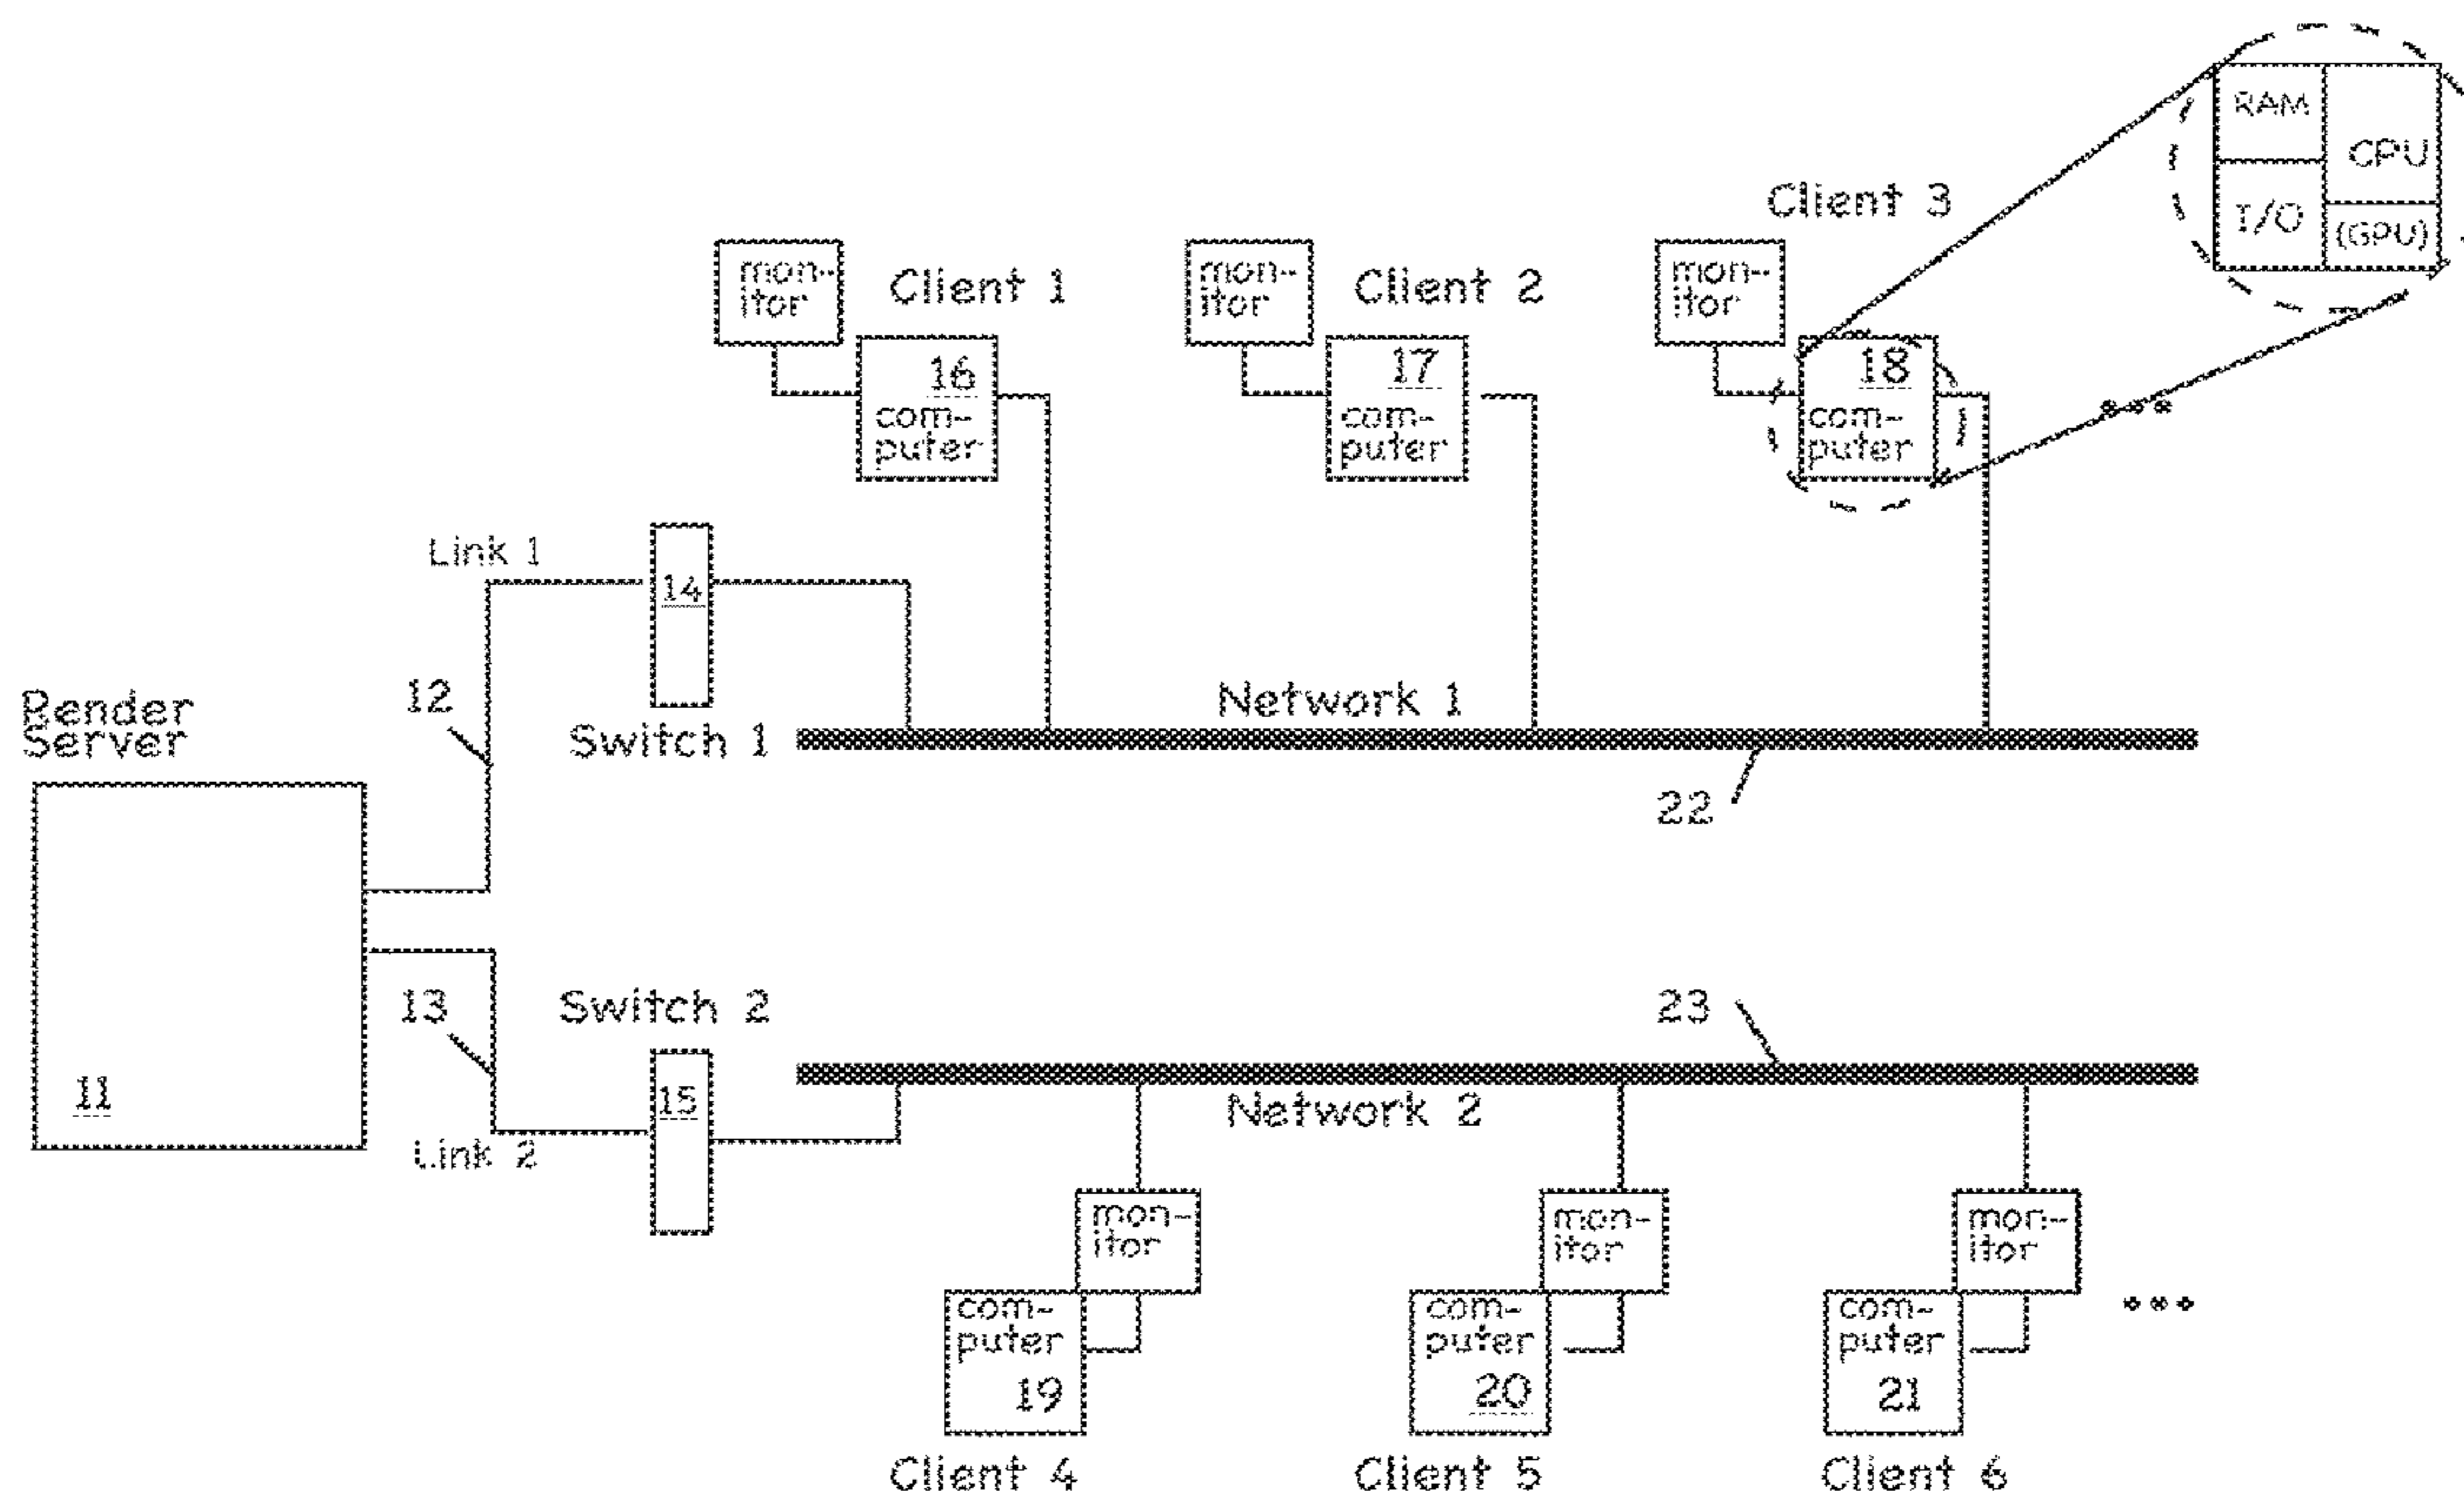 RAM
CPU
I/O
(GPU)
Client 3
mon-
itor
Client 1
mon-
itor
Client 2
mon-
itor
16
com-
puter
17
com-
puter
18
com-
puter
Link 1
14
12
Switch 1
Network 1
Render
Server
22
11
13
Switch 2
23
15
Link 2
Network 2
mon-
itor
mon-
itor
mon-
itor
com-
puter
19
com-
puter
20
com-
puter
21
Client 4
Client 5
Client 6